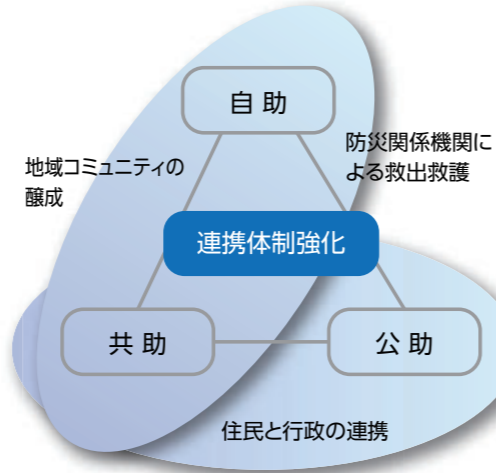 自助
防災関係機関に
よる救出救護
地域コミュニティの
醸成
連携体制強化
共助
公助
住民と行政の連携